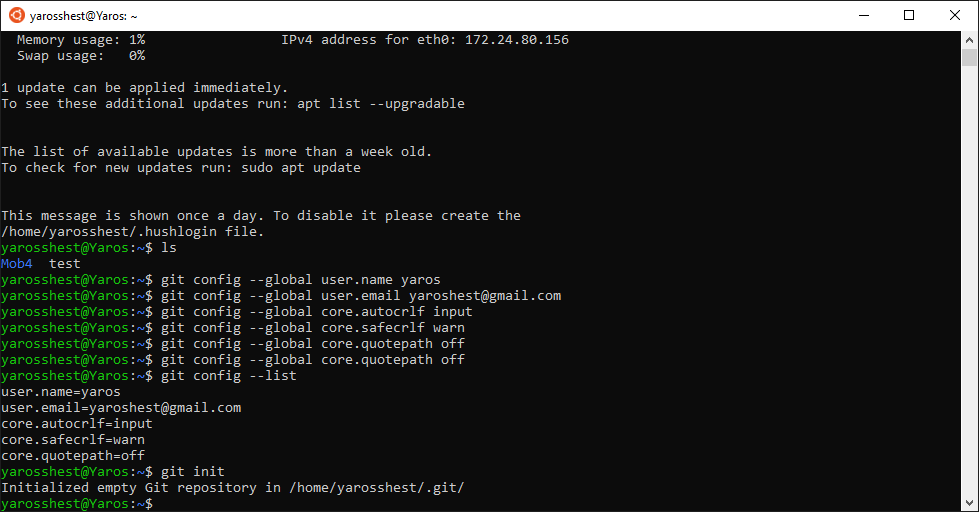 yarosshest@Yaros: ~
Memory usage: 1% IPv4 address for eth0: 172.24.80.156
Swap usage: 0%
1 update can be applied immediately.
To see these additional updates run: apt list --upgradable
The list of available updates is more than a week old.
To check for new updates run: sudo apt update
This message is shown once a day. To disable it please create the
/home/yarosshest/.hushlogin file.
yarosshest@Yaros:~$ ls
Mob4 test
yarosshest@Yaros:~$ git config --global user.name yaros
yarosshest@Yaros:~$ git config --global user.email yaroshest@gmail.com
yarosshest@Yaros:~$ git config --global core.autocrlf input
yarosshest@Yaros:~$ git config --global core.safecrlf warn
yarosshest@Yaros:~$ git config --global core.quotepath off
yarosshest@Yaros:~$ git config --global core.quotepath off
yarosshest@Yaros:~$ git config --list
user.name=yaros
user.email=yaroshest@gmail.com
core.autocrlf=input
core.safecrlf=warn
core.quotepath=off
yarosshest@Yaros:~$ git init
Initialized empty Git repository in /home/yarosshest/.git/
yarosshest@Yaros:~$